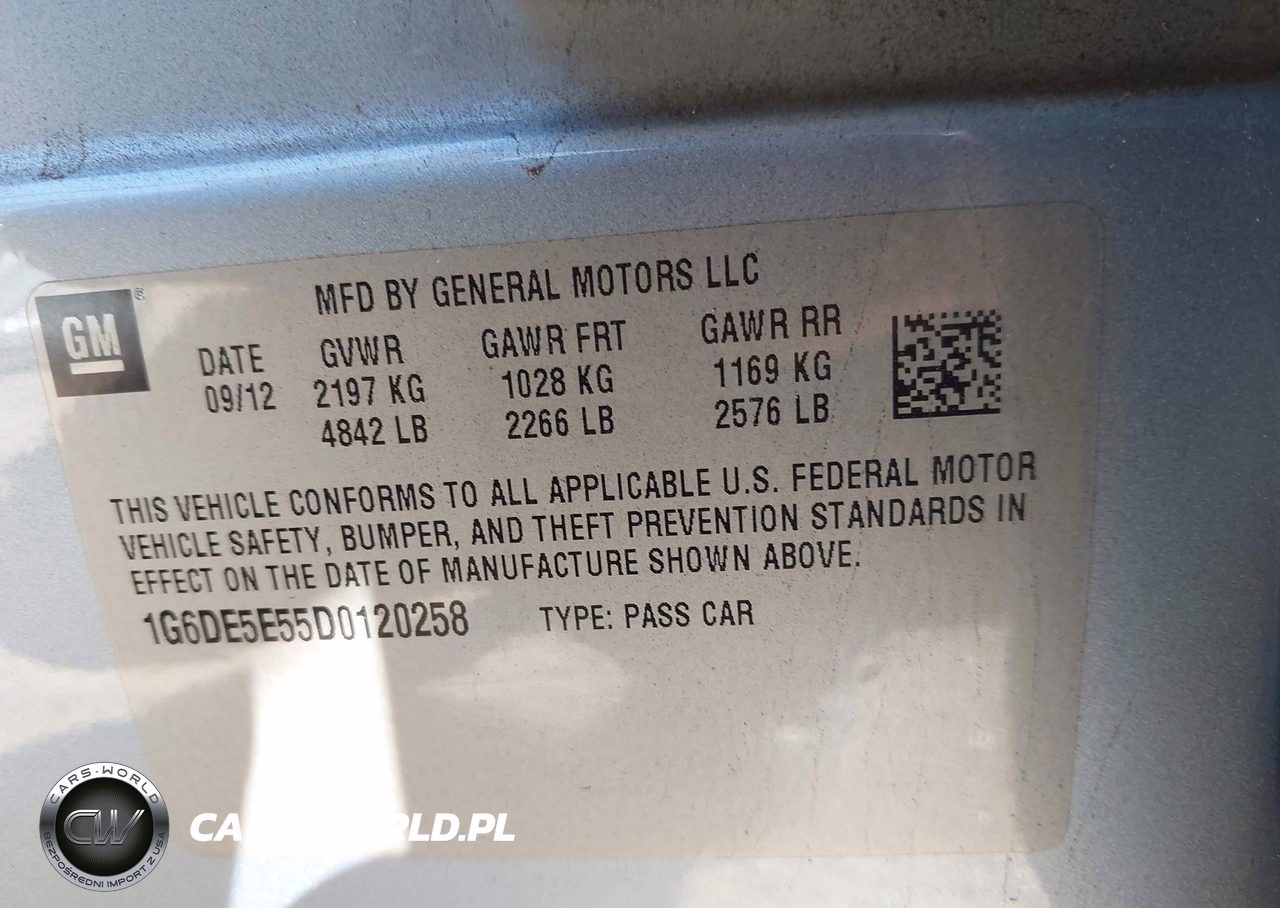 GM
MFD BY GENERAL MOTORS LLC
DATE GVWR GAWR FRT GAWR RR
09/12 2197 KG 1028 KG 1169 KG
4842 LB 2266 LB 2576 LB
THIS VEHICLE CONFORMS TO ALL APPLICABLE U.S. FEDERAL MOTOR
VEHICLE SAFETY, BUMPER, AND THEFT PREVENTION STANDARDS IN
EFFECT ON THE DATE OF MANUFACTURE SHOWN ABOVE.
1G6DE5E55D0120258 TYPE: PASS CAR
CARS-WORLD
CW
BEZPOŚREDNI IMPORT Z USA